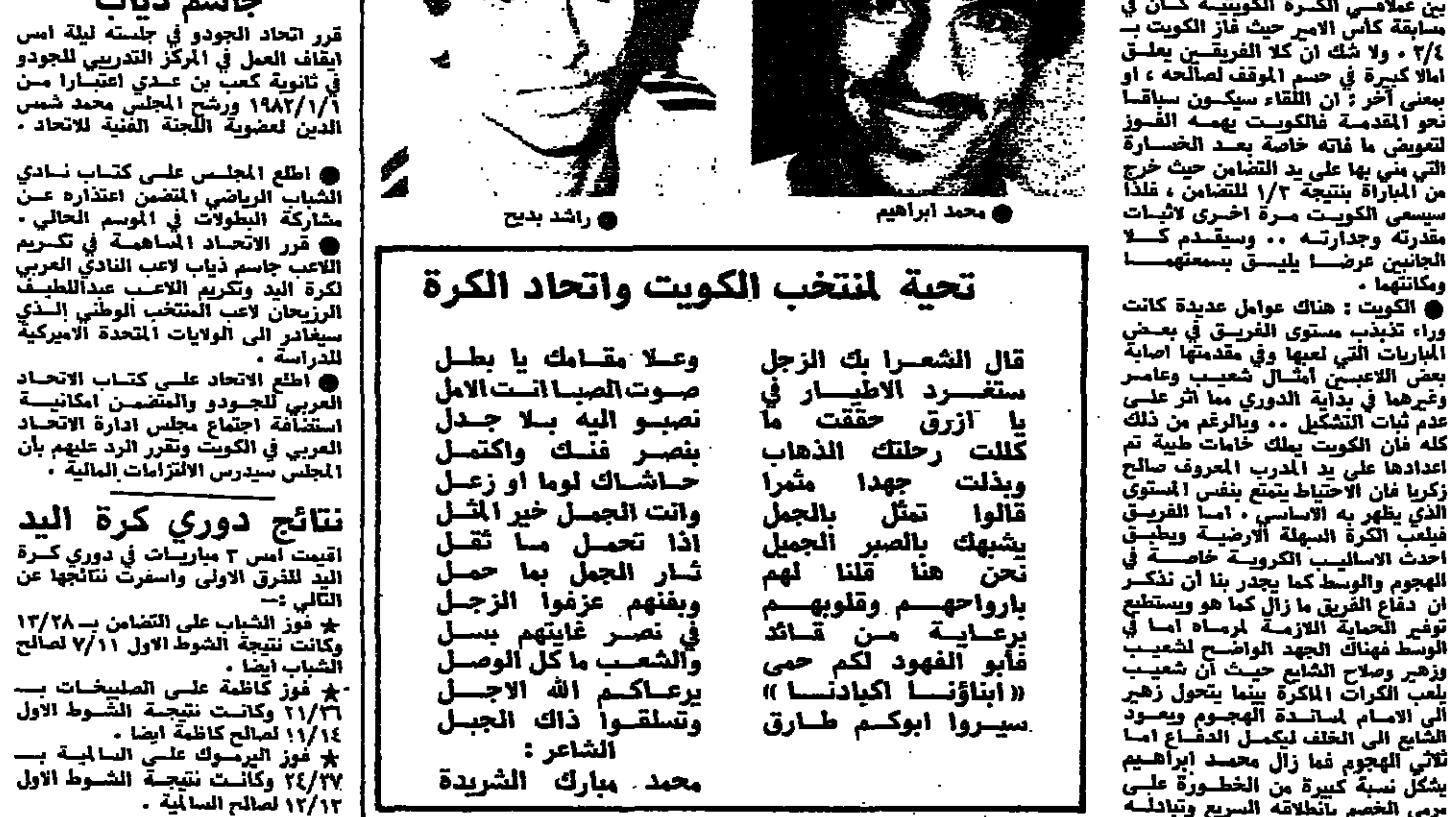 بين عملاقي الكرة الكويتية كان في
مسابقة كأس الامير حيث فاز الكويت بـ
٢/٤ . ولا شك ان كلا الفريقين يعلق
امالا كبيرة في حسم الموقف لصالحه ، او
بمعنى آخر : ان اللقاء سيكون سباقا
نحو المقدمة فالكويت يهمه الفوز
لتعويض ما فاته خاصة بعد الخسارة
التي مني بها على يد التضامن حيث خرج
من المباراة بنتيجة ١/٢ للتضامن ، فلذا
سيسعى الكويت مرة اخرى لاثبات
مقدرته وجدارته .. وسيقدم كلا
الجانبين عرضا يليق بسمعتهما
ومكانتهما .
● الكويت : هناك عوامل عديدة كانت
وراء تذبذب مستوى الفريق في بعض
المباريات التي لعبها وفي مقدمتها اصابة
بعض اللاعبين أمثال شعيب وعامر
وغيرهما في بداية الدوري مما اثر على
عدم ثبات التشكيل .. وبالرغم من ذلك
كله فان الكويت يملك خامات طيبة تم
اعدادها على يد المدرب المعروف صالح
زكريا فان الاحتياط يتمتع بنفس المستوى
الذي يظهر به الاساسي . اما الفريق
فيلعب الكرة السهلة الارضية ويطبق
احدث الاساليب الكروية خاصة في
الهجوم والوسط كما يجدر بنا أن نذكر
ان دفاع الفريق ما زال كما هو ويستطيع
توفير الحماية اللازمة لمرماه اما في
الوسط فهناك الجهد الواضح لشعيب
وزهير وصلاح الشايع حيث ان شعيب
يلعب الكرات الماكرة بينما يتحول زهير
الى الامام لمساندة الهجوم ويعود
الشايع الى الخلف ليكمل الدفاع اما
ثلاثي الهجوم فما زال محمد ابراهيم
يشكل نسبة كبيرة من الخطورة على
مرمى الخصم بانطلاقه السريع وتبادله
● محمد ابراهيم
● راشد بديح
تحية لمنتخب الكويت واتحاد الكرة
قال الشعرا بك الزجل وعلا مقامك يا بطل
ستغرد الاطيار في صوت الصبا انت الامل
يا ازرق حققت ما نصبو اليه بلا جدل
كللت رحلتك الذهاب بنصر فنك واكتمل
وبذلت جهدا مثمرا حاشاك لوما او زعل
قالوا تمثل بالجمل وانت الجمل خير المثل
يشبهك بالصبر الجميل اذا تحمل ما ثقل
نحن هنا قلنا لهم ثار الجمل بما حمل
بارواحهم وقلوبهم وبفنهم عزفوا الزجل
برعاية من قائد في نصر غايتهم بسل
فأبو الفهود لكم حمى والشعب ما كل الوصل
« ابناؤنا اكبادنا » يرعاكم الله الاجل
سيروا ابوكم طارق وتسلقوا ذاك الجبل
الشاعر :
محمد مبارك الشريدة
جاسم ذياب
قرر اتحاد الجودو في جلسته ليلة امس
ايقاف العمل في المركز التدريبي للجودو
في ثانوية كعب بن عدي اعتبارا من
١٩٨٢/١/٦ ورشح المجلس محمد شمس
الدين لعضوية اللجنة الفنية للاتحاد .
● اطلع المجلس على كتاب نادي
الشباب الرياضي المتضمن اعتذاره عن
مشاركة البطولات في الموسم الحالي .
● قرر الاتحاد المساهمة في تكريم
اللاعب جاسم ذياب لاعب النادي العربي
لكرة اليد وتكريم اللاعب عبداللطيف
الرزيحان لاعب المنتخب الوطني الذي
سيغادر الى الولايات المتحدة الاميركية
للدراسة .
● اطلع الاتحاد على كتاب الاتحاد
العربي للجودو والمتضمن امكانية
استضافة اجتماع مجلس ادارة الاتحاد
العربي في الكويت وتقرر الرد عليهم بأن
المجلس سيدرس الالتزامات المالية .
نتائج دوري كرة اليد
اقيمت امس ٣ مباريات في دوري كرة
اليد للفرق الاولى واسفرت نتائجها عن
التالي :ـ
★ فوز الشباب على التضامن بـ ١٣/٢٨
وكانت نتيجة الشوط الاول ٧/١١ لصالح
الشباب ايضا .
★ فوز كاظمة على الصليبخات بـ
٢١/٢٦ وكانت نتيجة الشوط الاول
١١/١٤ لصالح كاظمة ايضا .
★ فوز اليرموك على السالمية بـ
٢٤/٢٧ وكانت نتيجة الشوط الاول
١٢/١٣ لصالح السالمية .